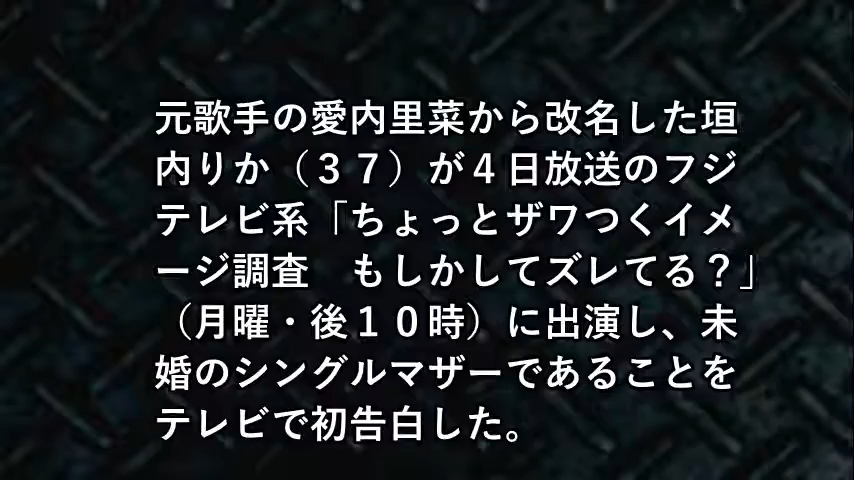 元歌手の愛内里菜から改名した垣
内りか（３７）が４日放送のフジ
テレビ系「ちょっとザワつくイメ
ージ調査　もしかしてズレてる？」
（月曜・後１０時）に出演し、未
婚のシングルマザーであることを
テレビで初告白した。